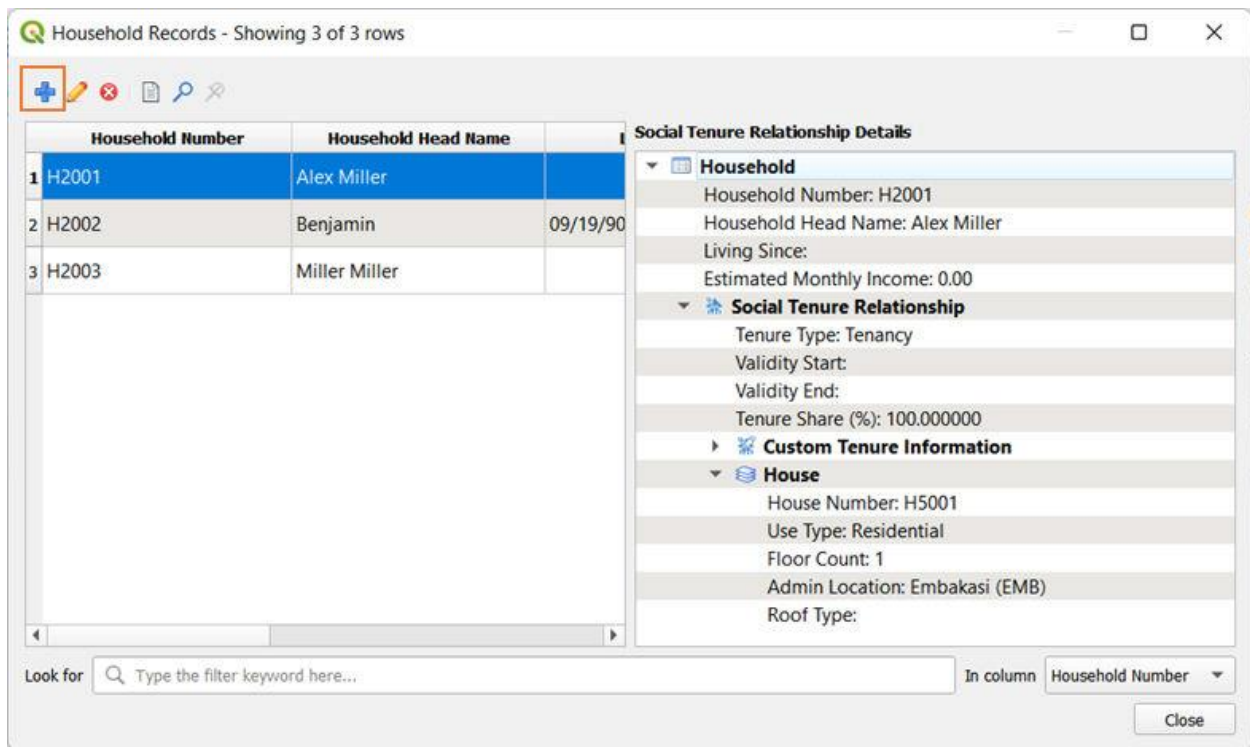 Household Records - Showing 3 of 3 rows
Household Number Household Head Name
1 H2001 Alex Miller
2 H2002 Benjamin 09/19/90
3 H2003 Miller Miller
Social Tenure Relationship Details
Household
Household Number: H2001
Household Head Name: Alex Miller
Living Since:
Estimated Monthly Income: 0.00
Social Tenure Relationship
Tenure Type: Tenancy
Validity Start:
Validity End:
Tenure Share (%): 100.000000
Custom Tenure Information
House
House Number: H5001
Use Type: Residential
Floor Count: 1
Admin Location: Embakasi (EMB)
Roof Type:
Look for Type the filter keyword here... In column Household Number
Close